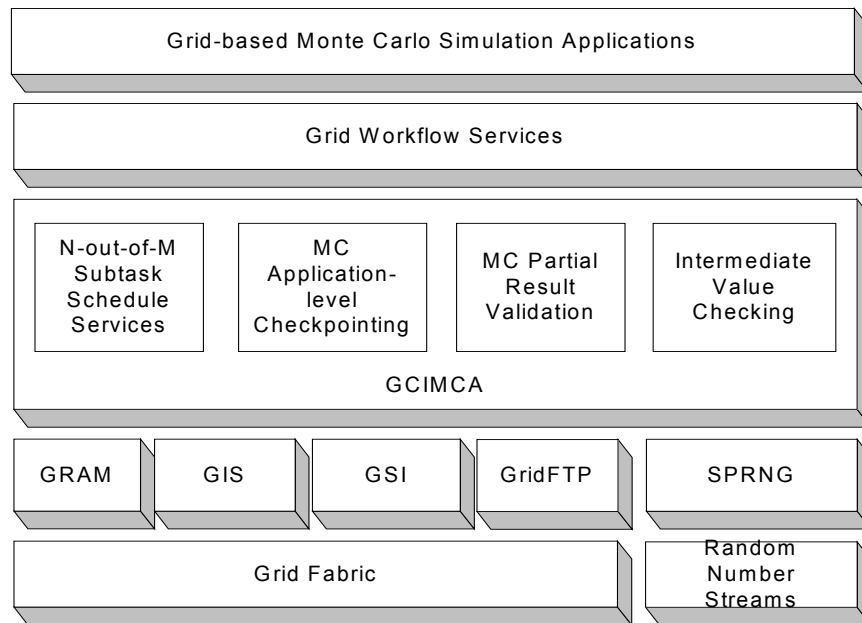 Grid-based Monte Carlo Simulation Applications
Grid Workflow Services
N-out-of-M
Subtask
Schedule
Services
MC
Application-
level
Checkpointing
MC Partial
Result
Validation
Intermediate
Value
Checking
GCIMCA
GRAM
GIS
GSI
GridFTP
SPRNG
Grid Fabric
Random
Number
Streams